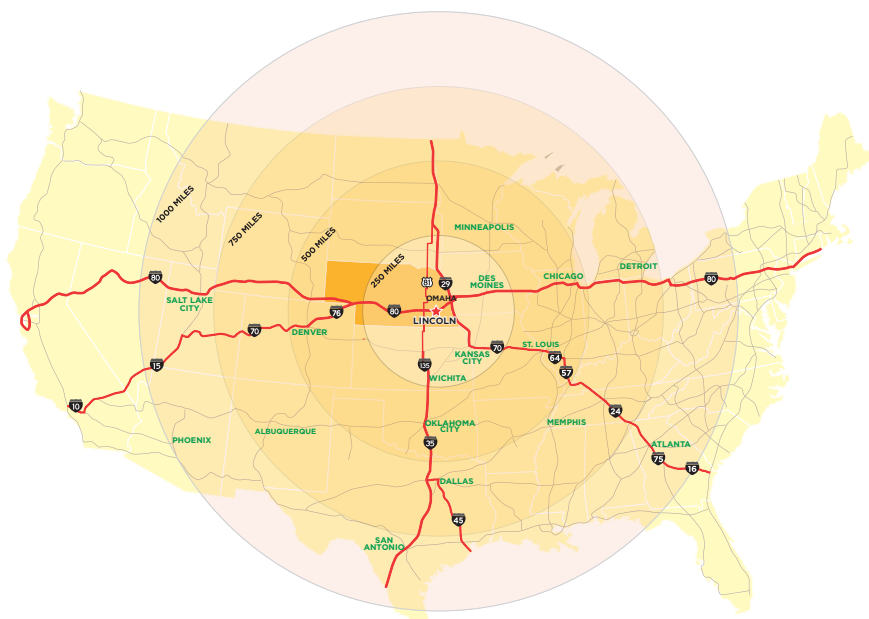 1000 MILES
750 MILES
500 MILES
250 MILES
MINNEAPOLIS
DETROIT
CHICAGO
DES
MOINES
80
80
81
29
OMAHA
SALT LAKE
CITY
76
80
LINCOLN
70
DENVER
ST. LOUIS
70
KANSAS
CITY
64
57
15
135
WICHITA
10
24
MEMPHIS
OKLAHOMA
CITY
ALBUQUERQUE
PHOENIX
35
ATLANTA
75
16
DALLAS
45
SAN
ANTONIO